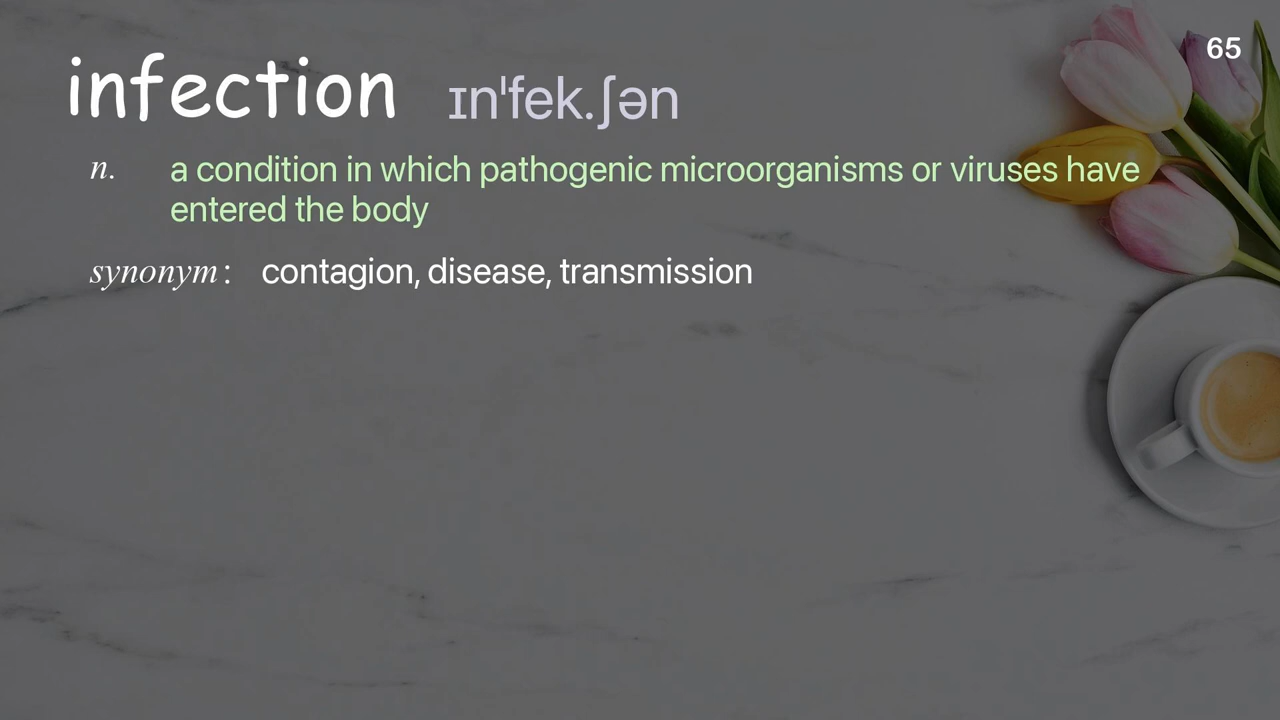 65
infection ɪnˈfek.ʃən
n. a condition in which pathogenic microorganisms or viruses have
entered the body
synonym: contagion, disease, transmission